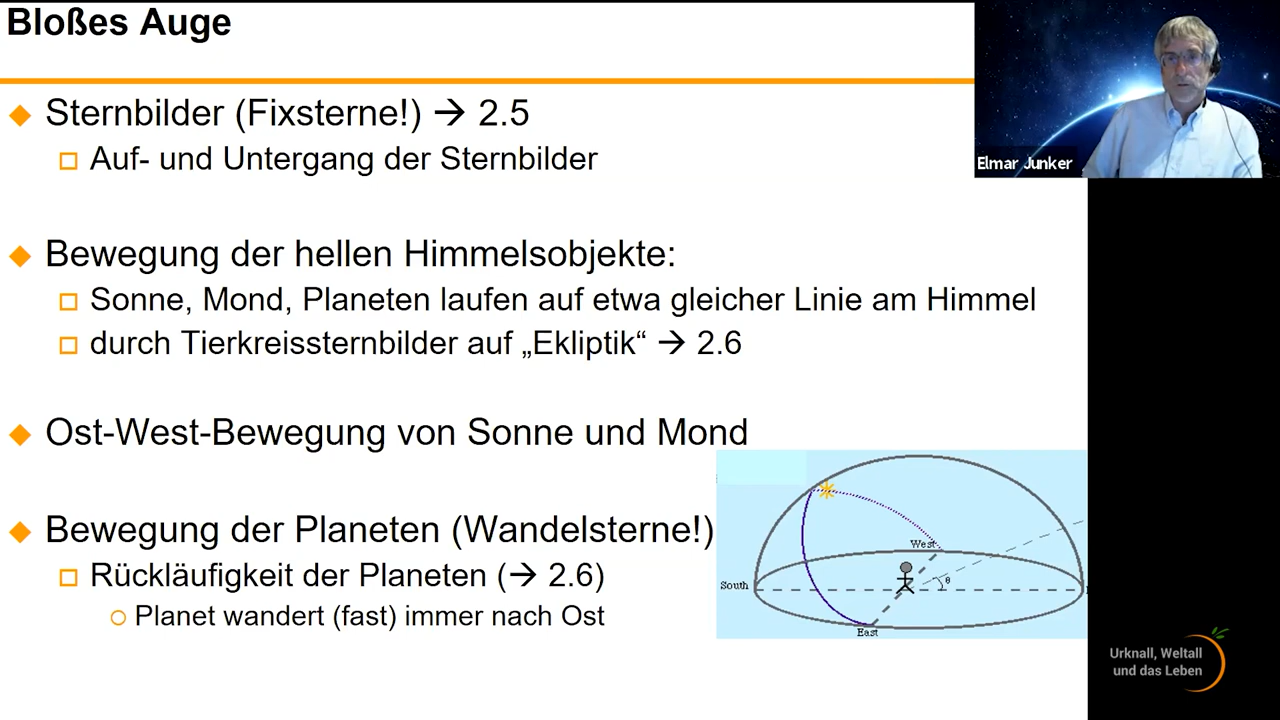 Bloßes Auge
Sternbilder (Fixsterne!) → 2.5
Auf- und Untergang der Sternbilder
Bewegung der hellen Himmelsobjekte:
Sonne, Mond, Planeten laufen auf etwa gleicher Linie am Himmel
durch Tierkreissternbilder auf „Ekliptik“ → 2.6
Ost-West-Bewegung von Sonne und Mond
Bewegung der Planeten (Wandelsterne!)
Rückläufigkeit der Planeten (→ 2.6)
Planet wandert (fast) immer nach Ost
West
South
θ
East
Elmar Junker
Urknall, Weltall
und das Leben